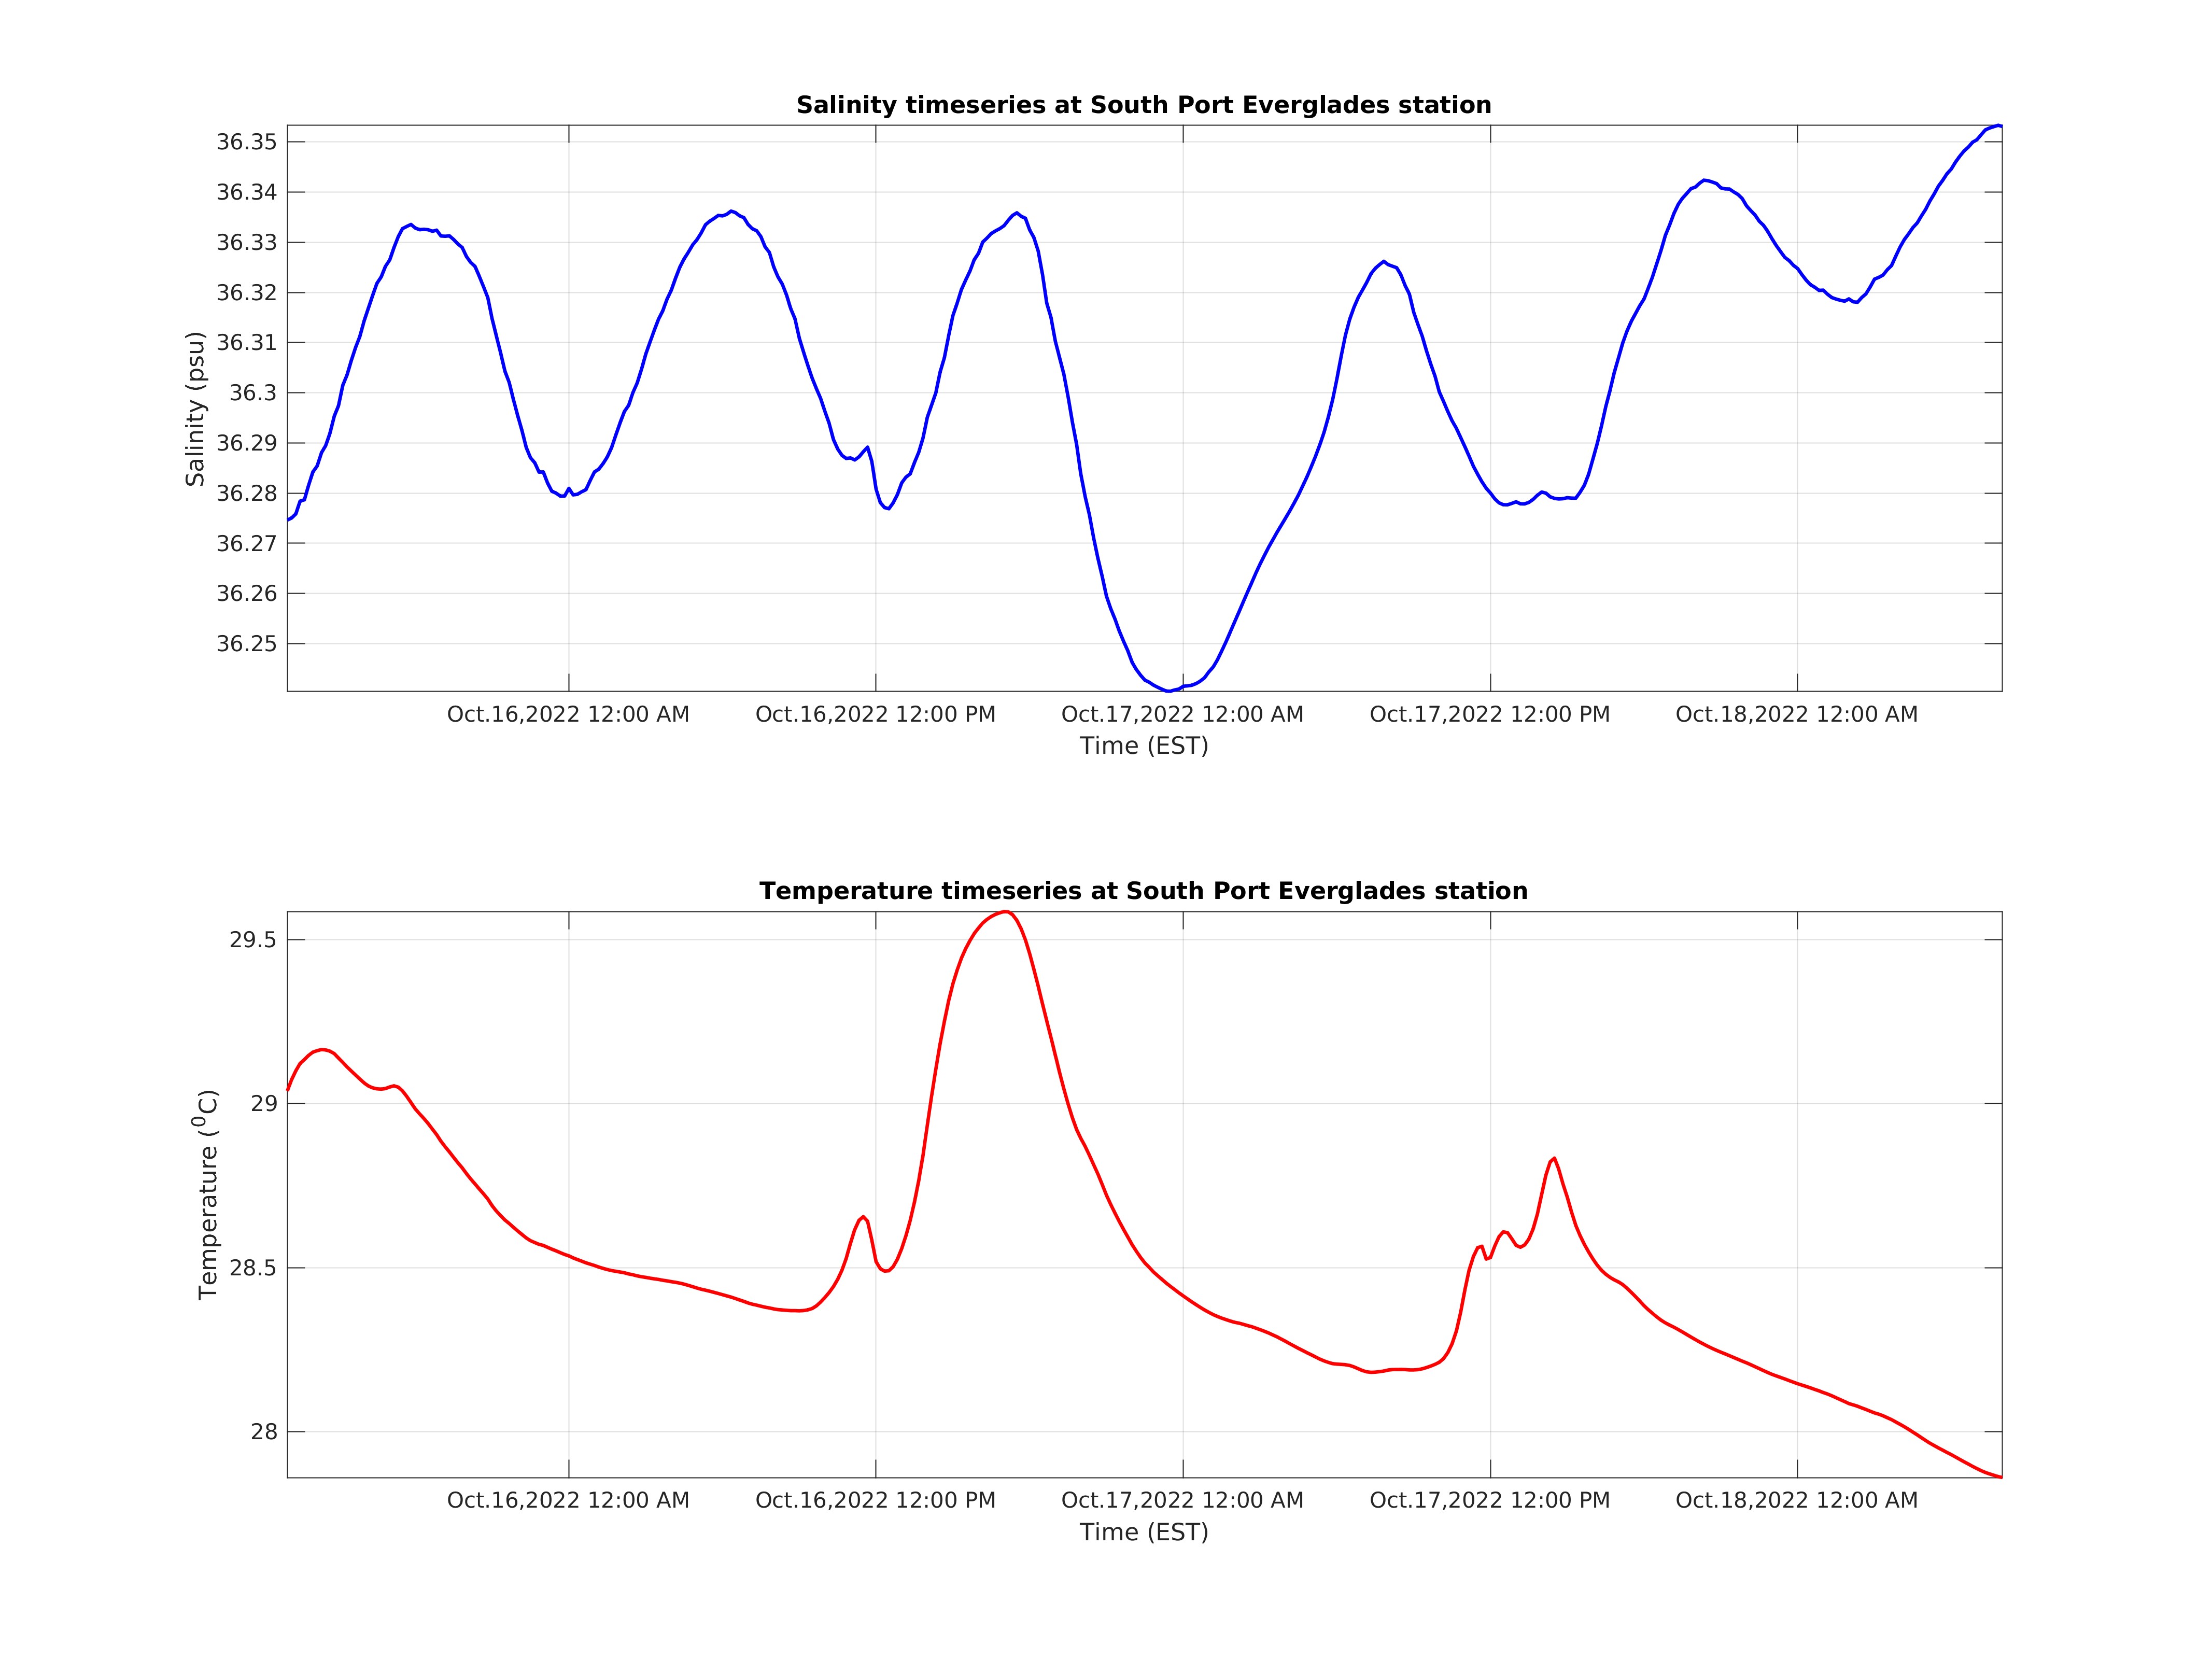 Salinity timeseries at South Port Everglades station
36.35
36.34
36.33
36.32
36.31
36.3
36.29
36.28
36.27
36.26
36.25
Salinity (psu)
Oct.16,2022 12:00 AM
Oct.16,2022 12:00 PM
Oct.17,2022 12:00 AM
Oct.17,2022 12:00 PM
Oct.18,2022 12:00 AM
Time (EST)
Temperature timeseries at South Port Everglades station
29.5
29
28.5
28
Temperature (⁰C)
Oct.16,2022 12:00 AM
Oct.16,2022 12:00 PM
Oct.17,2022 12:00 AM
Oct.17,2022 12:00 PM
Oct.18,2022 12:00 AM
Time (EST)